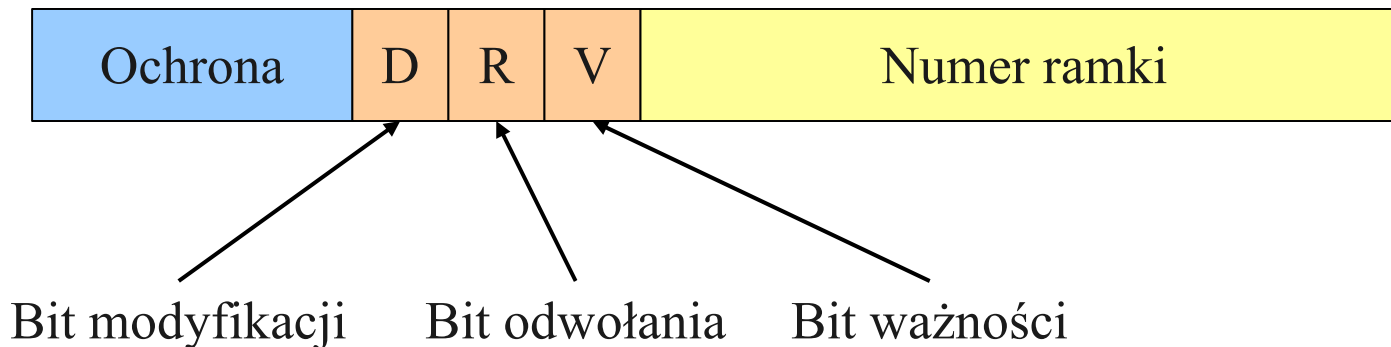 Ochrona D R V Numer ramki
Bit modyfikacji Bit odwołania Bit ważności